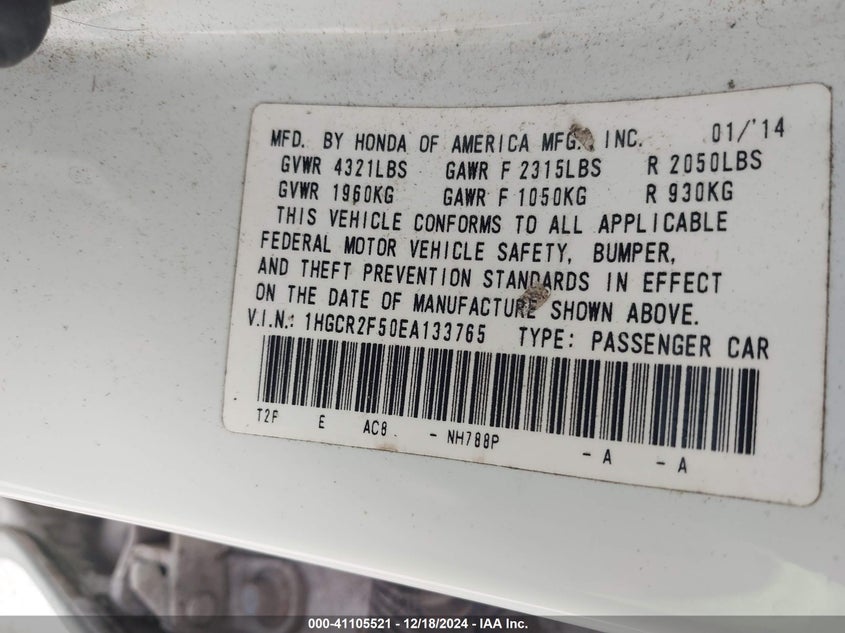 MFD. BY HONDA OF AMERICA MFG., INC. 01/'14
GVWR 4321LBS GAWR F 2315LBS R 2050LBS
GVWR 1960KG GAWR F 1050KG R 930KG
THIS VEHICLE CONFORMS TO ALL APPLICABLE
FEDERAL MOTOR VEHICLE SAFETY, BUMPER,
AND THEFT PREVENTION STANDARDS IN EFFECT
ON THE DATE OF MANUFACTURE SHOWN ABOVE.
V.I.N.: 1HGCR2F50EA133765 TYPE: PASSENGER CAR
T2F E AC8 - NH788P - A - A
000-41105521 | 12/18/2024 | IAA Inc.